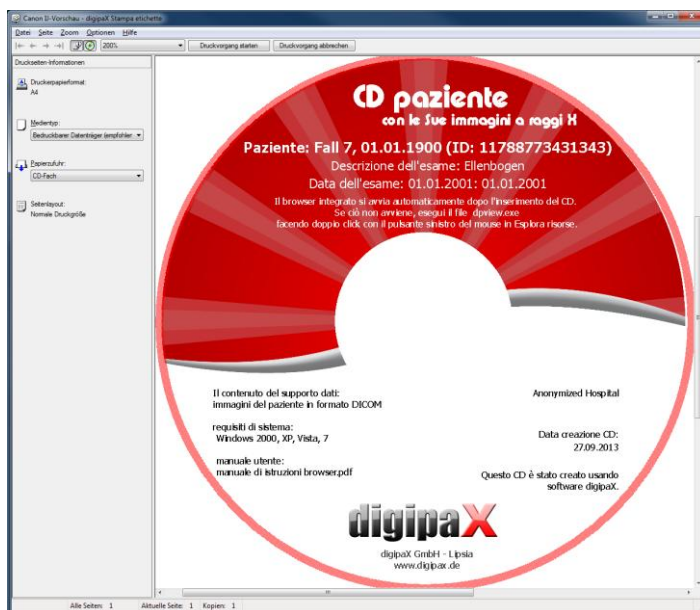 Canon IJ-Vorschau - digipaX Stampa etichette
Datei Seite Zoom Optionen Hilfe
200% Druckvorgang starten Druckvorgang abbrechen
Druckseiten-Informationen
Druckerpapierformat:
A4
Medientyp:
Bedruckbarer Datenträger (empfohlen
Papierzufuhr:
CD-Fach
Seitenlayout:
Normale Druckgröße
CD paziente
con le Sue immagini a raggi X
Paziente: Fall 7, 01.01.1900 (ID: 11788773431343)
Descrizione dell'esame: Ellenbogen
Data dell'esame: 01.01.2001: 01.01.2001
Il browser integrato si avvia automaticamente dopo l'inserimento del CD.
Se ciò non avviene, esegui il file dpview.exe
facendo doppio click con il pulsante sinistro del mouse in Esplora risorse.
Il contenuto del supporto dati:
immagini del paziente in formato DICOM
requisiti di sistema:
Windows 2000, XP, Vista, 7
manuale utente:
manuale di istruzioni browser.pdf
Anonymized Hospital
Data creazione CD:
27.09.2013
Questo CD è stato creato usando
software digipaX.
digipaX
digipaX GmbH - Lipsia
www.digipax.de
Alle Seiten: 1 Aktuelle Seite: 1 Kopien: 1